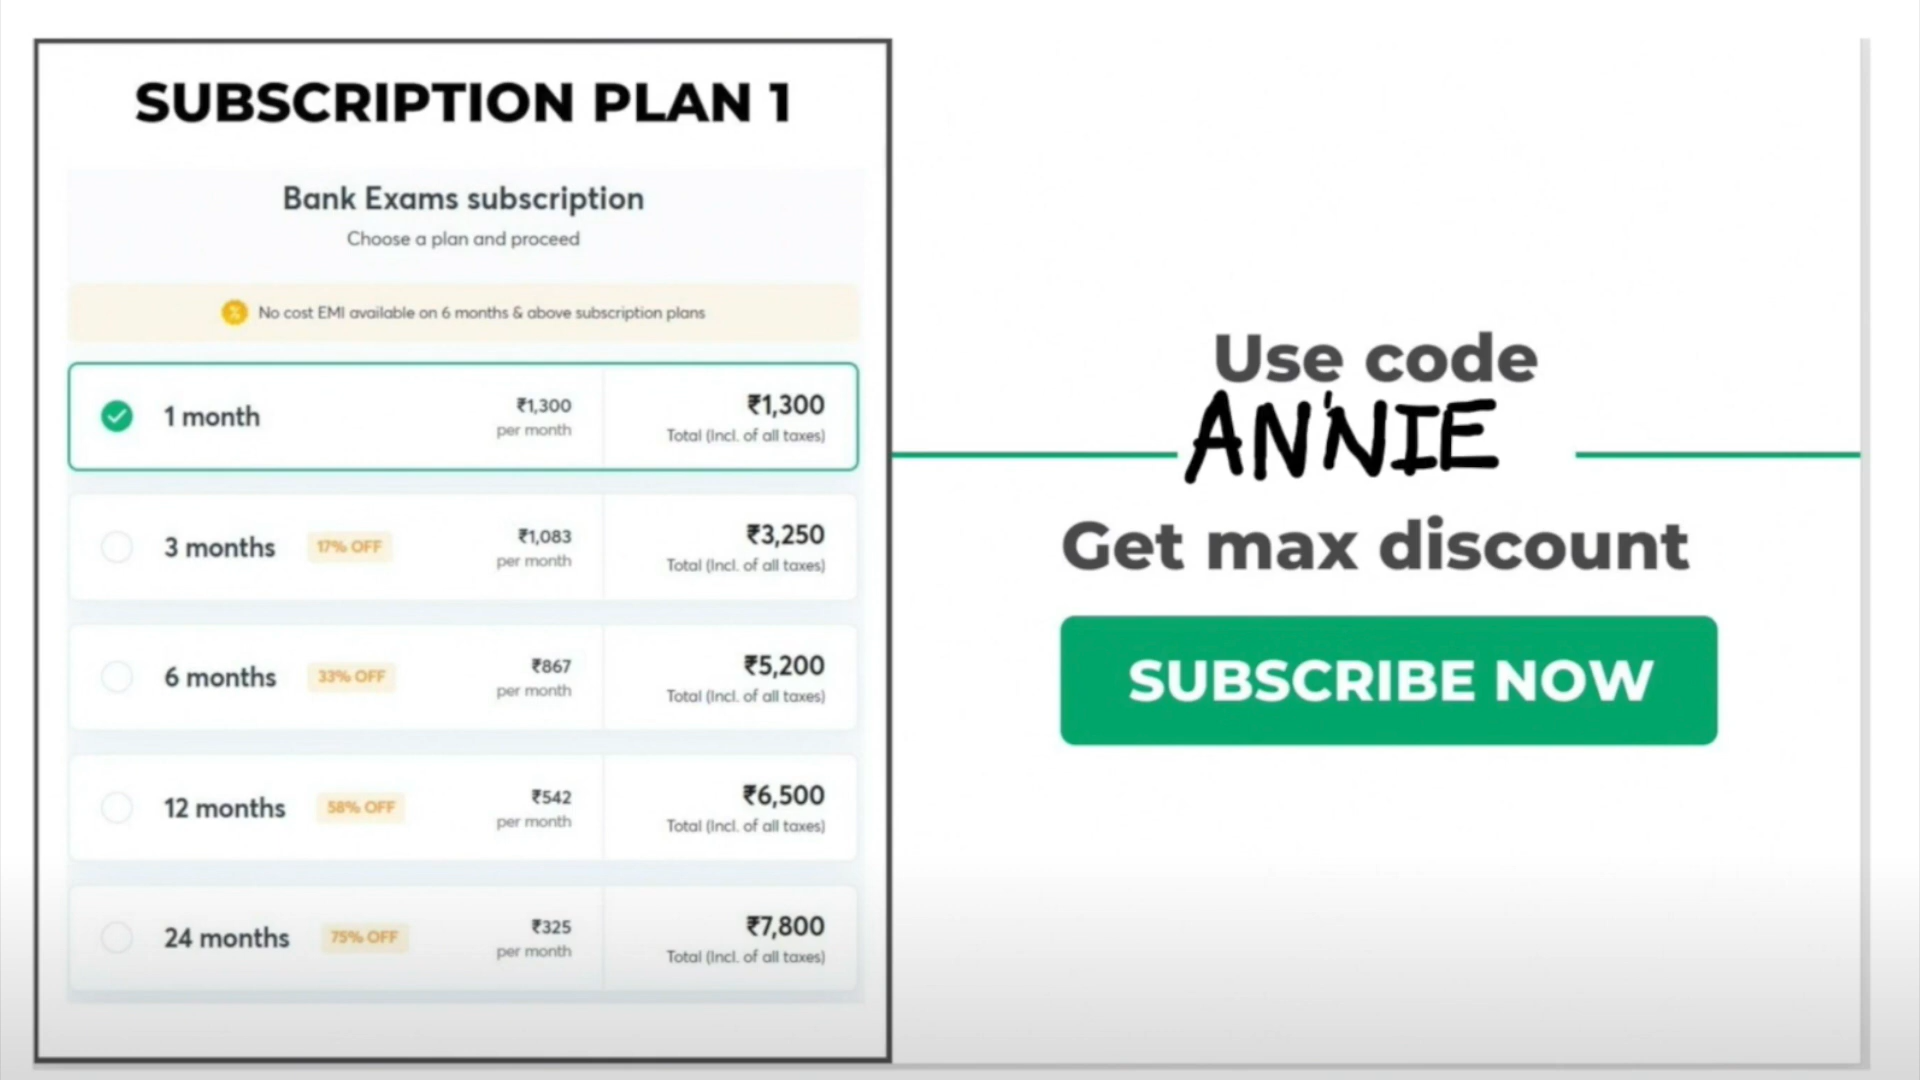 SUBSCRIPTION PLAN 1
Bank Exams subscription
Choose a plan and proceed
No cost EMI available on 6 months & above subscription plans
1 month ₹1,300 ₹1,300
per month Total (Incl. of all taxes)
3 months 17% OFF ₹1,083 ₹3,250
per month Total (Incl. of all taxes)
6 months 33% OFF ₹867 ₹5,200
per month Total (Incl. of all taxes)
12 months 58% OFF ₹542 ₹6,500
per month Total (Incl. of all taxes)
24 months 75% OFF ₹325 ₹7,800
per month Total (Incl. of all taxes)
Use code
ANNIE
Get max discount
SUBSCRIBE NOW